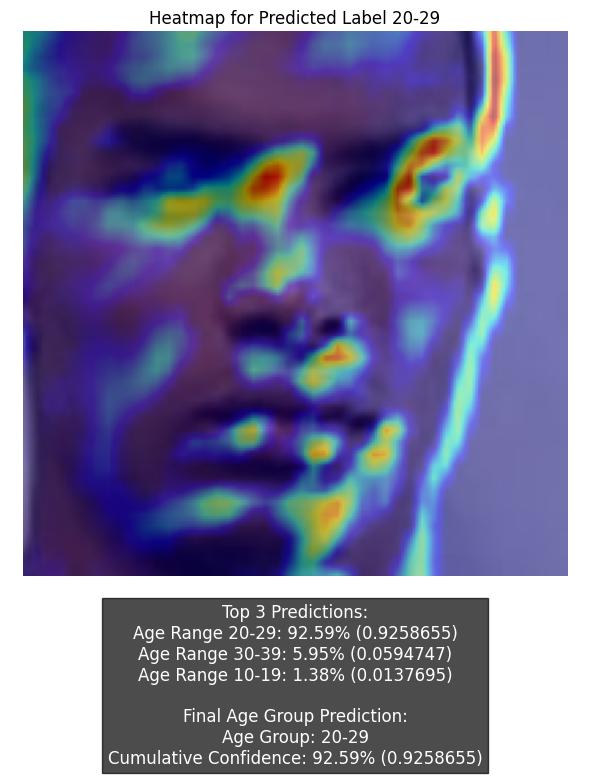 Heatmap for Predicted Label 20-29
Top 3 Predictions:
Age Range 20-29: 92.59% (0.9258655)
Age Range 30-39: 5.95% (0.0594747)
Age Range 10-19: 1.38% (0.0137695)
Final Age Group Prediction:
Age Group: 20-29
Cumulative Confidence: 92.59% (0.9258655)